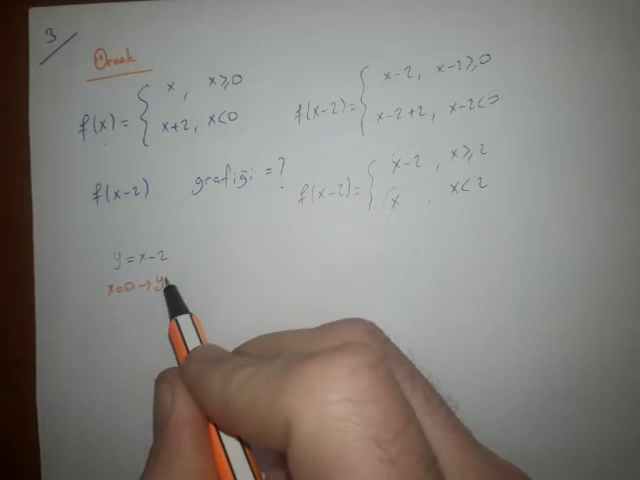 3
Örnek
f(x) = { x, x≥0
x+2, x<0
f(x-2) grafiği = ?
f(x-2) = { x-2, x-2≥0
x-2+2, x-2<0
f(x-2) = { x-2, x≥2
x, x<2
y = x-2
x=0 → y